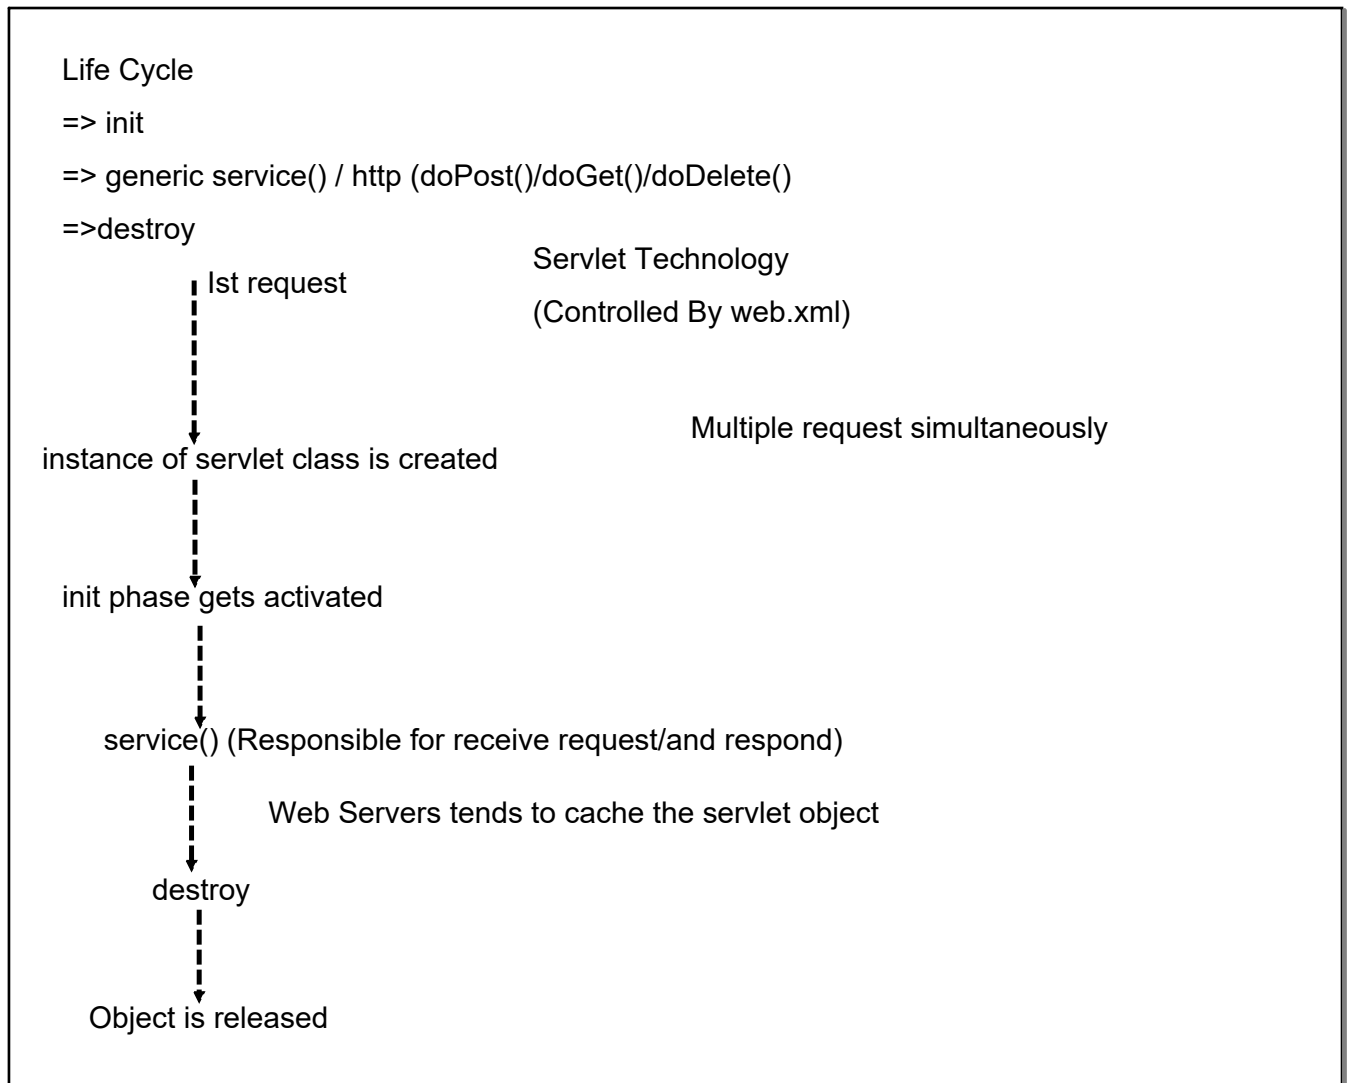 Life Cycle
=> init
=> generic service() / http (doPost()/doGet()/doDelete()
=>destroy
Servlet Technology
Ist request
(Controlled By web.xml)
Multiple request simultaneously
instance of servlet class is created
init phase gets activated
service() (Responsible for receive request/and respond)
Web Servers tends to cache the servlet object
destroy
Object is released